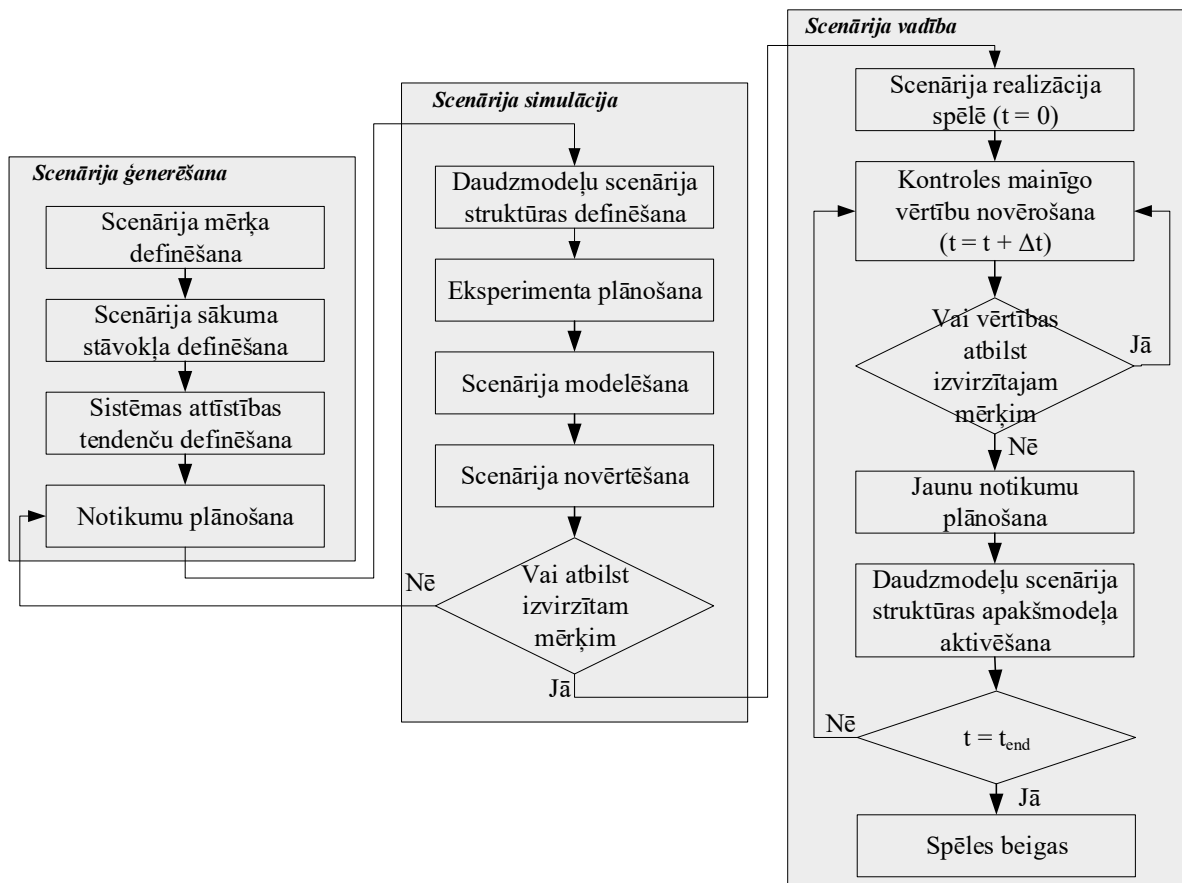 Scenārija ģenerēšana
Scenārija mērķa
definēšana
Scenārija sākuma
stāvokļa definēšana
Sistēmas attīstības
tendenču definēšana
Notikumu plānošana
Scenārija simulācija
Daudzmodeļu scenārija
struktūras definēšana
Eksperimenta plānošana
Scenārija modelēšana
Scenārija novērtēšana
Vai atbilst
izvirzītam
mērķim
Nē
Jā
Scenārija vadība
Scenārija realizācija
spēlē (t = 0)
Kontroles mainīgo
vērtību novērošana
(t = t + Δt)
Vai vērtības
atbilst
izvirzītajam
mērķim
Jā
Nē
Jaunu notikumu
plānošana
Daudzmodeļu scenārija
struktūras apakšmodeļa
aktivēšana
Nē
t = tend
Jā
Spēles beigas